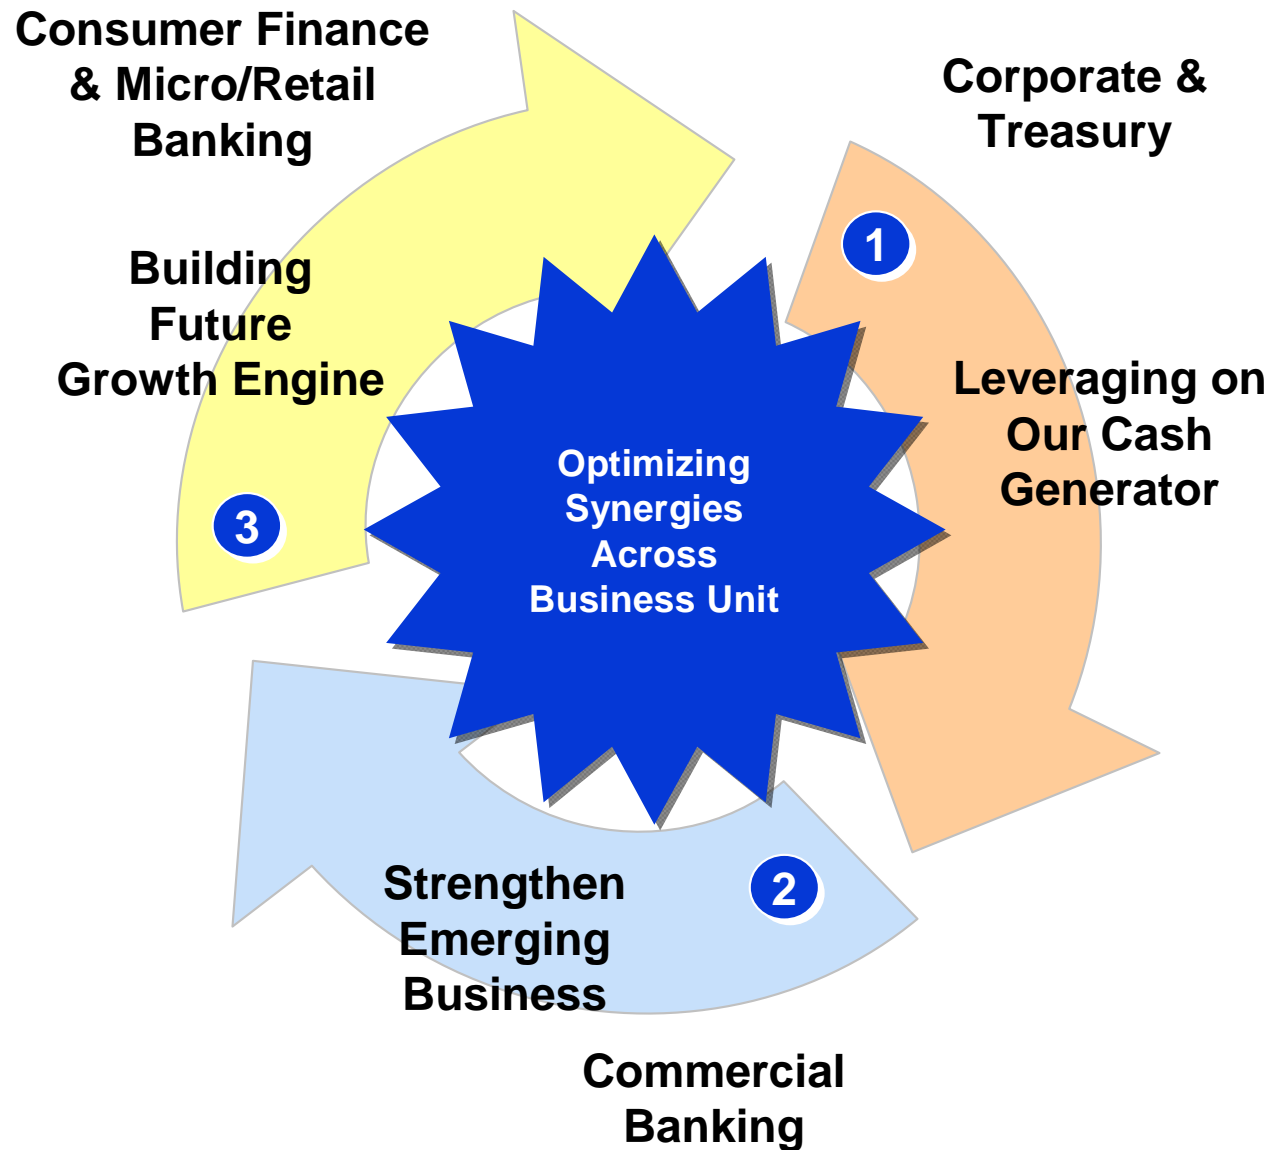 Consumer Finance
& Micro/Retail
Banking
Corporate &
Treasury
1
Building
Future
Growth Engine
Leveraging on
Our Cash
Generator
Optimizing
Synergies
Across
Business Unit
3
Strengthen
Emerging
Business
2
Commercial
Banking